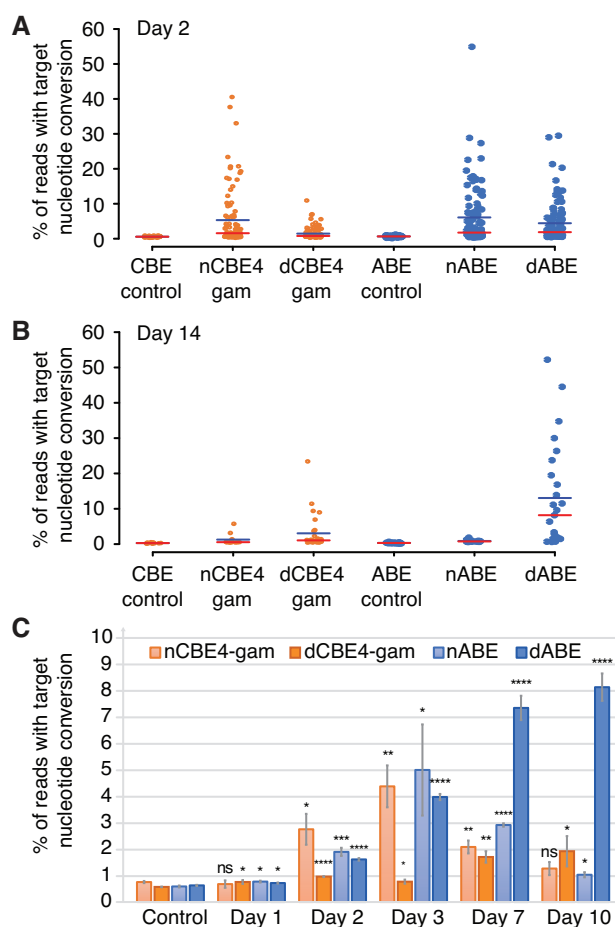 A
Day 2
% of reads with target
nucleotide conversion
60
50
40
30
20
10
0
CBE control
nCBE4 gam
dCBE4 gam
ABE control
nABE
dABE
B
Day 14
% of reads with target
nucleotide conversion
60
50
40
30
20
10
0
CBE control
nCBE4 gam
dCBE4 gam
ABE control
nABE
dABE
C
% of reads with target
nucleotide conversion
10
9
8
7
6
5
4
3
2
1
0
nCBE4-gam dCBE4-gam nABE dABE
ns * * *
* **** *** ****
** * * ****
** ** **** ****
ns * * ****
Control Day 1 Day 2 Day 3 Day 7 Day 10